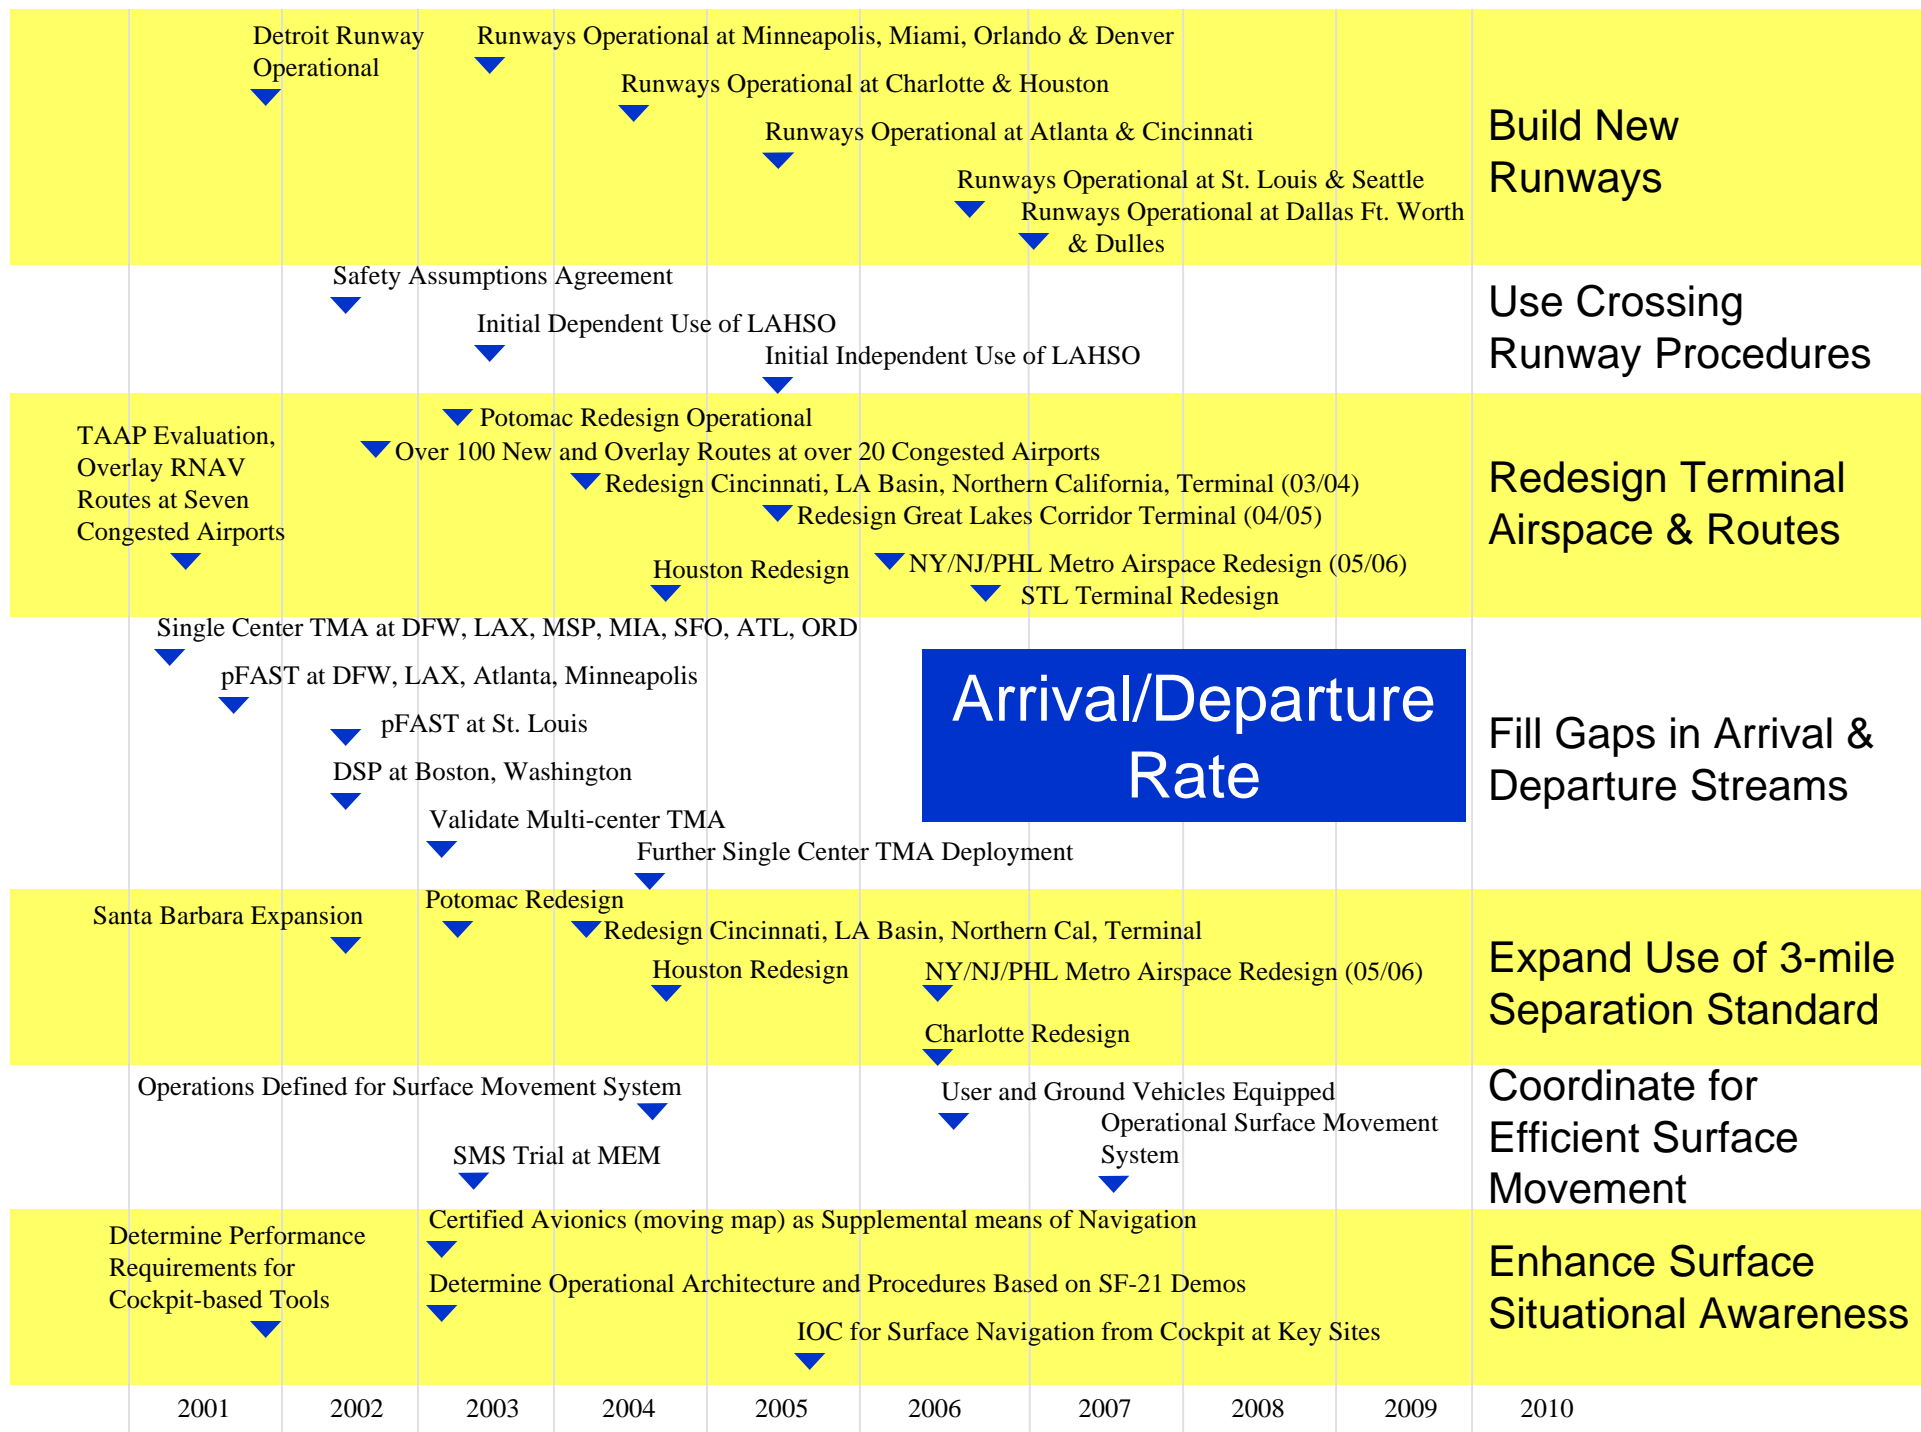 Detroit Runway
Operational
Runways Operational at Minneapolis, Miami, Orlando & Denver
Runways Operational at Charlotte & Houston
Runways Operational at Atlanta & Cincinnati
Runways Operational at St. Louis & Seattle
Runways Operational at Dallas Ft. Worth
& Dulles
Build New
Runways
Safety Assumptions Agreement
Initial Dependent Use of LAHSO
Initial Independent Use of LAHSO
Use Crossing
Runway Procedures
TAAP Evaluation,
Overlay RNAV
Routes at Seven
Congested Airports
Potomac Redesign Operational
Over 100 New and Overlay Routes at over 20 Congested Airports
Redesign Cincinnati, LA Basin, Northern California, Terminal (03/04)
Redesign Great Lakes Corridor Terminal (04/05)
Houston Redesign
NY/NJ/PHL Metro Airspace Redesign (05/06)
STL Terminal Redesign
Redesign Terminal
Airspace & Routes
Single Center TMA at DFW, LAX, MSP, MIA, SFO, ATL, ORD
pFAST at DFW, LAX, Atlanta, Minneapolis
pFAST at St. Louis
DSP at Boston, Washington
Validate Multi-center TMA
Further Single Center TMA Deployment
Arrival/Departure
Rate
Fill Gaps in Arrival &
Departure Streams
Santa Barbara Expansion
Potomac Redesign
Redesign Cincinnati, LA Basin, Northern Cal, Terminal
Houston Redesign
NY/NJ/PHL Metro Airspace Redesign (05/06)
Charlotte Redesign
Expand Use of 3-mile
Separation Standard
Operations Defined for Surface Movement System
SMS Trial at MEM
User and Ground Vehicles Equipped
Operational Surface Movement
System
Coordinate for
Efficient Surface
Movement
Determine Performance
Requirements for
Cockpit-based Tools
Certified Avionics (moving map) as Supplemental means of Navigation
Determine Operational Architecture and Procedures Based on SF-21 Demos
IOC for Surface Navigation from Cockpit at Key Sites
Enhance Surface
Situational Awareness
2001 2002 2003 2004 2005 2006 2007 2008 2009 2010